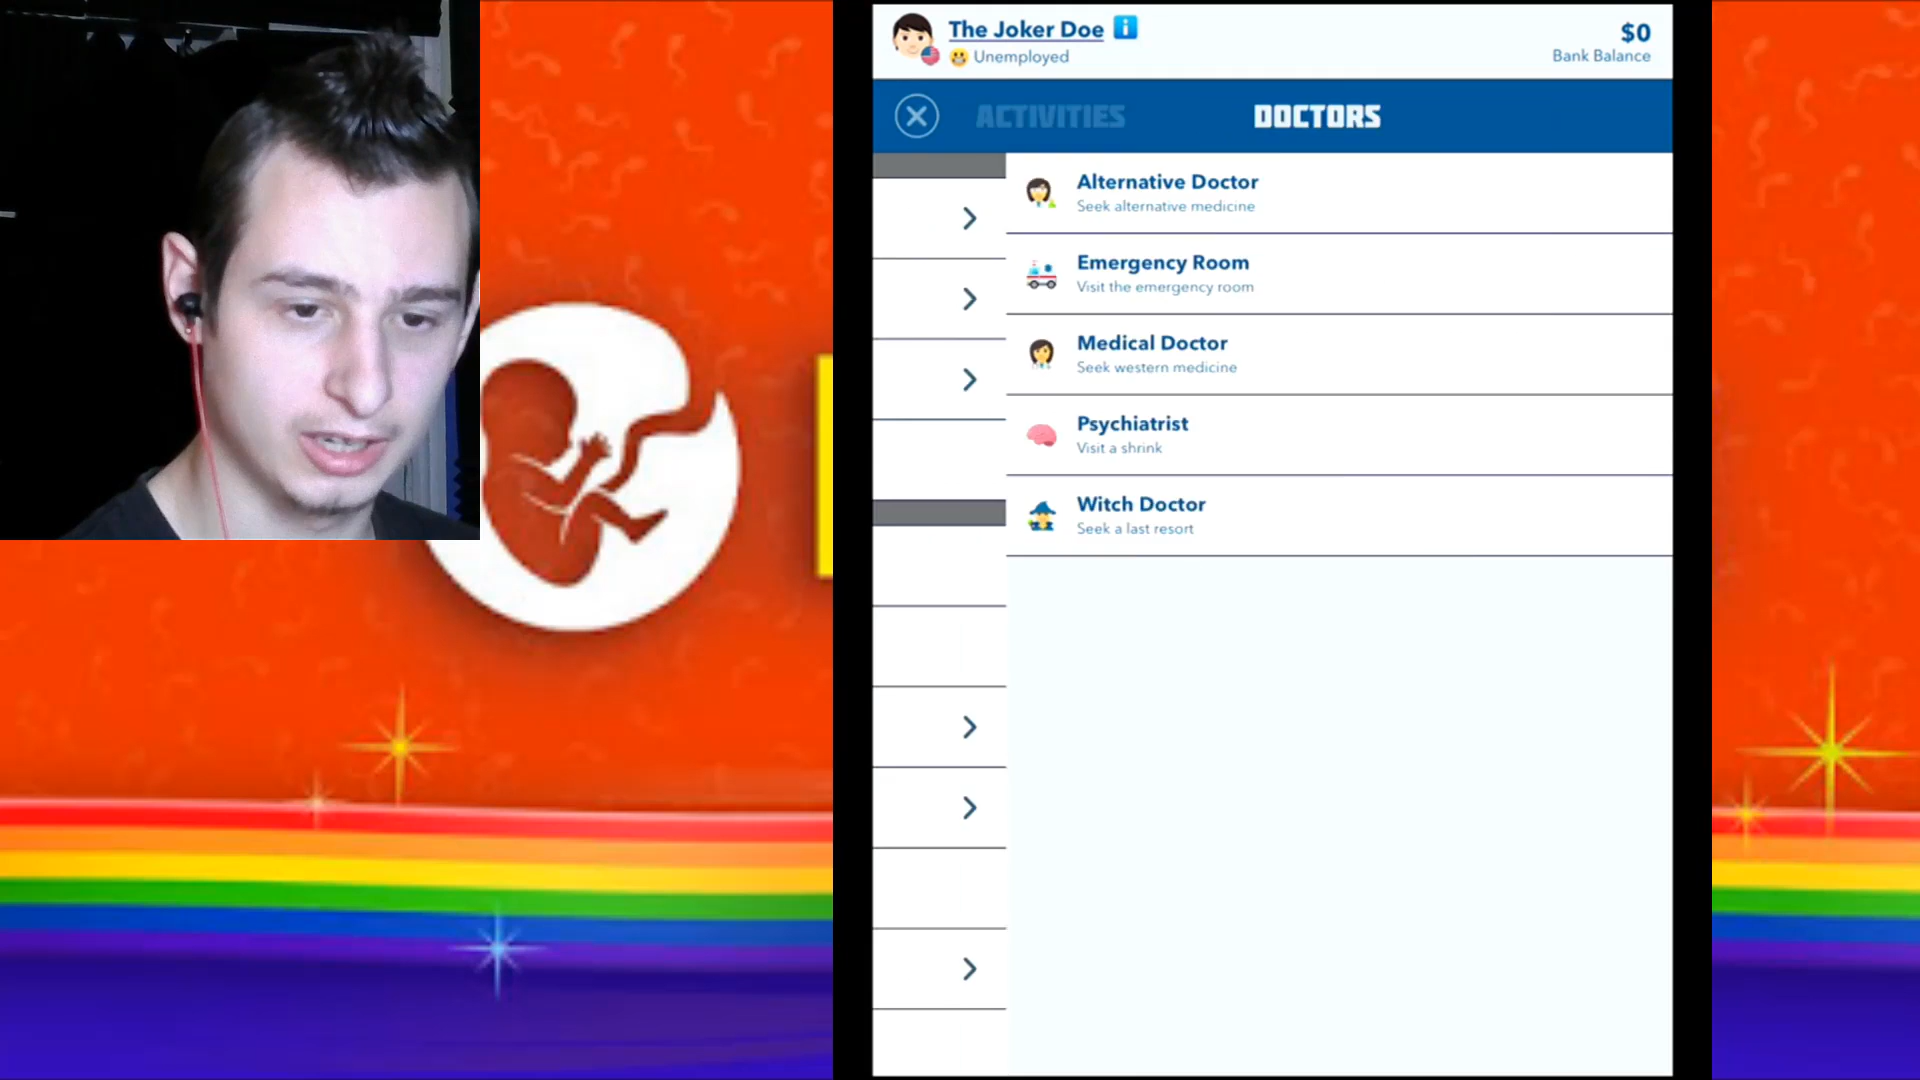 The Joker Doe
Unemployed
$0
Bank Balance
ACTIVITIES
DOCTORS
Alternative Doctor
Seek alternative medicine
Emergency Room
Visit the emergency room
Medical Doctor
Seek western medicine
Psychiatrist
Visit a shrink
Witch Doctor
Seek a last resort